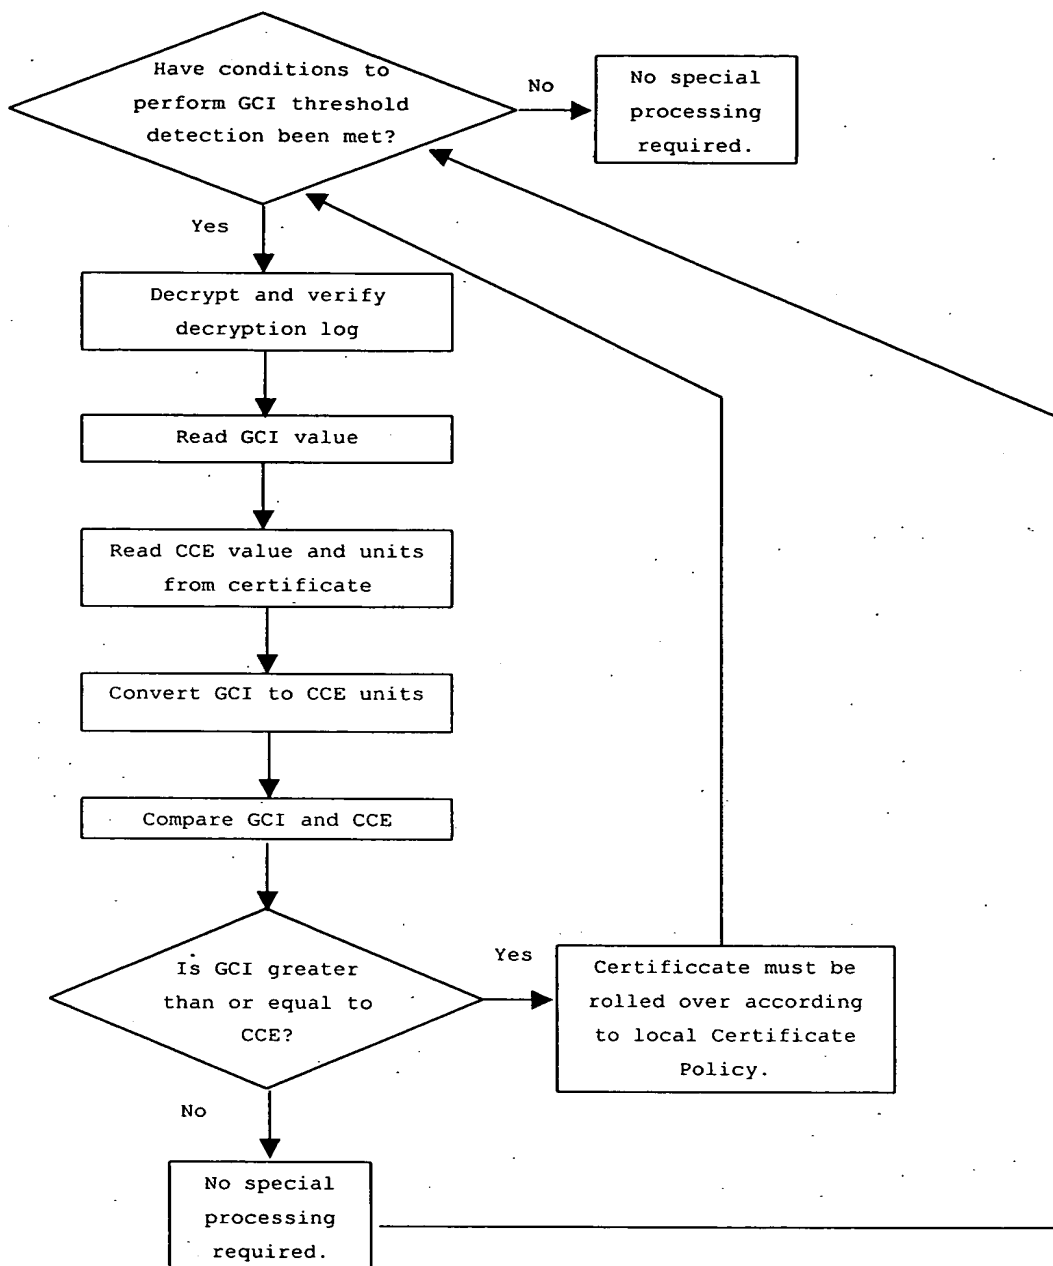 Have conditions to
perform GCI threshold
detection been met?
No
No special
processing
required.
Yes
Decrypt and verify
decryption log
Read GCI value
Read CCE value and units
from certificate
Convert GCI to CCE units
Compare GCI and CCE
Is GCI greater
than or equal to
CCE?
Yes
Certificcate must be
rolled over according
to local Certificate
Policy.
No
No special
processing
required.